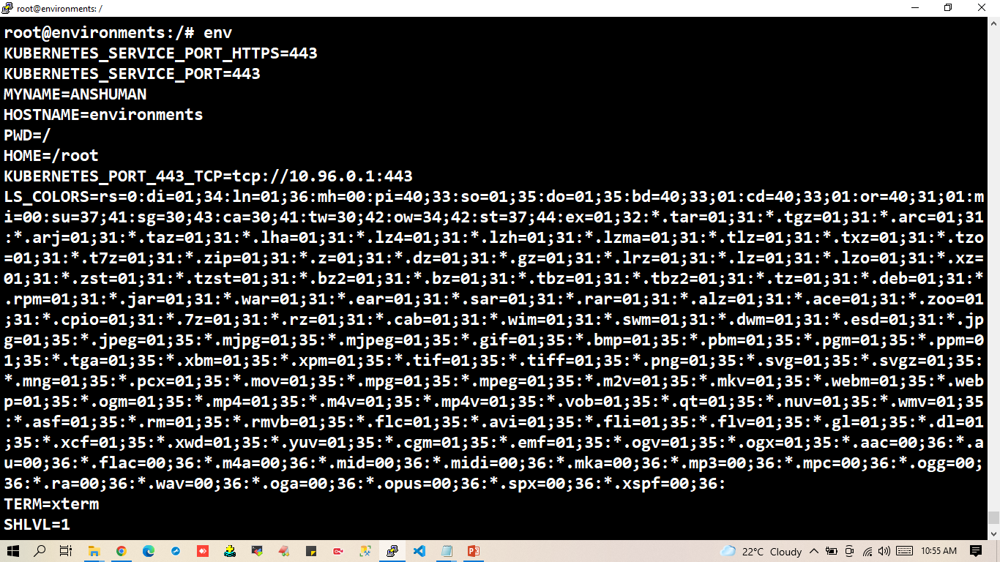 root@environments: /
root@environments:/# env
KUBERNETES_SERVICE_PORT_HTTPS=443
KUBERNETES_SERVICE_PORT=443
MYNAME=ANSHUMAN
HOSTNAME=environments
PWD=/
HOME=/root
KUBERNETES_PORT_443_TCP=tcp://10.96.0.1:443
LS_COLORS=rs=0:di=01;34:ln=01;36:mh=00:pi=40;33:so=01;35:do=01;35:bd=40;33;01:cd=40;33;01:or=40;31;01:m
i=00:su=37;41:sg=30;43:ca=30;41:tw=30;42:ow=34;42:st=37;44:ex=01;32:*.tar=01;31:*.tgz=01;31:*.arc=01;31
:*.arj=01;31:*.taz=01;31:*.lha=01;31:*.lz4=01;31:*.lzh=01;31:*.lzma=01;31:*.tlz=01;31:*.txz=01;31:*.tzo
=01;31:*.t7z=01;31:*.zip=01;31:*.z=01;31:*.dz=01;31:*.gz=01;31:*.lrz=01;31:*.lz=01;31:*.lzo=01;31:*.xz=
01;31:*.zst=01;31:*.tzst=01;31:*.bz2=01;31:*.bz=01;31:*.tbz=01;31:*.tbz2=01;31:*.tz=01;31:*.deb=01;31:*
.rpm=01;31:*.jar=01;31:*.war=01;31:*.ear=01;31:*.sar=01;31:*.rar=01;31:*.alz=01;31:*.ace=01;31:*.zoo=01
;31:*.cpio=01;31:*.7z=01;31:*.rz=01;31:*.cab=01;31:*.wim=01;31:*.swm=01;31:*.dwm=01;31:*.esd=01;31:*.jp
g=01;35:*.jpeg=01;35:*.mjpg=01;35:*.mjpeg=01;35:*.gif=01;35:*.bmp=01;35:*.pbm=01;35:*.pgm=01;35:*.ppm=0
1;35:*.tga=01;35:*.xbm=01;35:*.xpm=01;35:*.tif=01;35:*.tiff=01;35:*.png=01;35:*.svg=01;35:*.svgz=01;35:
*.mng=01;35:*.pcx=01;35:*.mov=01;35:*.mpg=01;35:*.mpeg=01;35:*.m2v=01;35:*.mkv=01;35:*.webm=01;35:*.web
p=01;35:*.ogm=01;35:*.mp4=01;35:*.m4v=01;35:*.mp4v=01;35:*.vob=01;35:*.qt=01;35:*.nuv=01;35:*.wmv=01;35
:*.asf=01;35:*.rm=01;35:*.rmvb=01;35:*.flc=01;35:*.avi=01;35:*.fli=01;35:*.flv=01;35:*.gl=01;35:*.dl=01
;35:*.xcf=01;35:*.xwd=01;35:*.yuv=01;35:*.cgm=01;35:*.emf=01;35:*.ogv=01;35:*.ogx=01;35:*.aac=00;36:*.a
u=00;36:*.flac=00;36:*.m4a=00;36:*.mid=00;36:*.midi=00;36:*.mka=00;36:*.mp3=00;36:*.mpc=00;36:*.ogg=00;
36:*.ra=00;36:*.wav=00;36:*.oga=00;36:*.opus=00;36:*.spx=00;36:*.xspf=00;36:
TERM=xterm
SHLVL=1
22°C Cloudy 10:55 AM